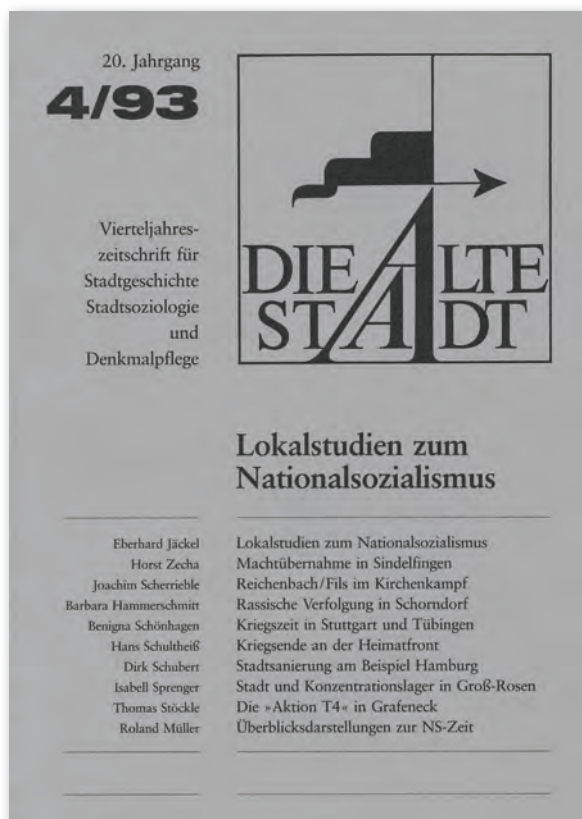 20. Jahrgang
4/93
Vierteljahres-
zeitschrift für
Stadtgeschichte
Stadtsoziologie
und
Denkmalpflege
DIE ALTE
STADT
Lokalstudien zum
Nationalsozialismus
Eberhard Jäckel Lokalstudien zum Nationalsozialismus
Horst Zecha Machtübernahme in Sindelfingen
Joachim Scherrieble Reichenbach/Fils im Kirchenkampf
Barbara Hammerschmitt Rassische Verfolgung in Schorndorf
Benigna Schönhagen Kriegszeit in Stuttgart und Tübingen
Hans Schultheiß Kriegsende an der Heimatfront
Dirk Schubert Stadtsanierung am Beispiel Hamburg
Isabell Sprenger Stadt und Konzentrationslager in Groß-Rosen
Thomas Stöckle Die »Aktion T4« in Grafeneck
Roland Müller Überblicksdarstellungen zur NS-Zeit